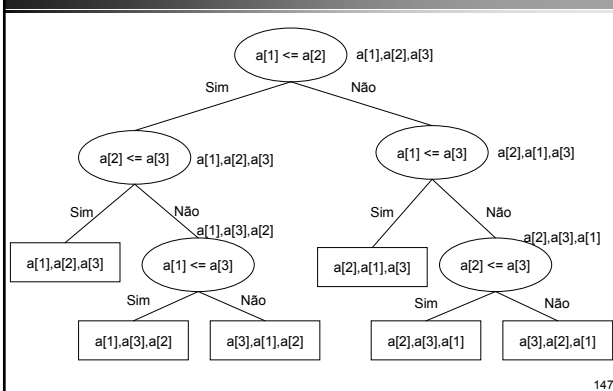 a[1] <= a[2] a[1],a[2],a[3]
Sim Não
a[2] <= a[3] a[1],a[2],a[3] a[1] <= a[3] a[2],a[1],a[3]
Sim Não Sim Não
a[1],a[3],a[2] a[2],a[3],a[1]
a[1],a[2],a[3] a[1] <= a[3] a[2],a[1],a[3] a[2] <= a[3]
Sim Não Sim Não
a[1],a[3],a[2] a[3],a[1],a[2] a[2],a[3],a[1] a[3],a[2],a[1]
147